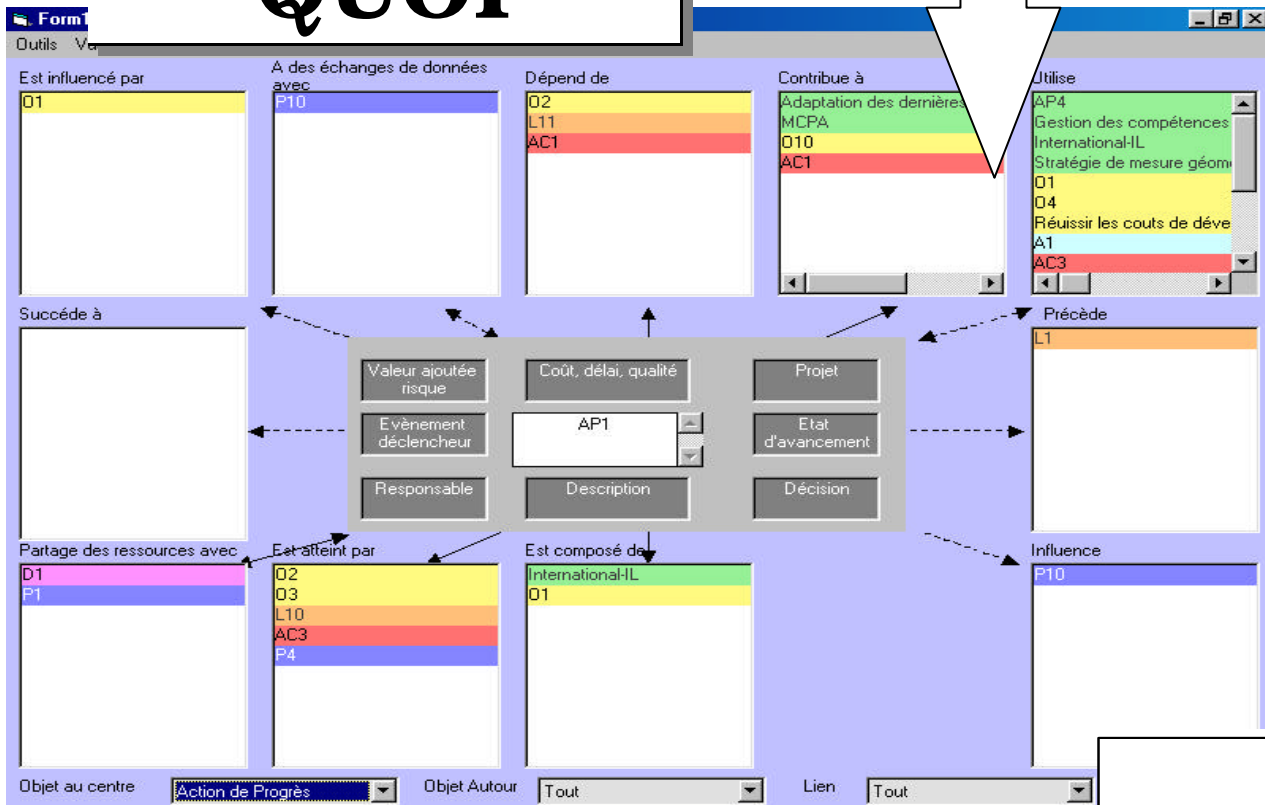 QUOI
Form1
Outils
Est influencé par
O1
A des échanges de données
avec
P10
Dépend de
O2
L11
AC1
Contribue à
Adaptation des dernières
MCPA
O10
AC1
Utilise
AP4
Gestion des compétences
International-IL
Stratégie de mesure géom
O1
O4
Réuissir les couts de déve
A1
AC3
Succéde à
Valeur ajoutée
risque
Coût, délai, qualité
Projet
Evènement
déclencheur
AP1
Etat
d'avancement
Responsable
Description
Décision
Précède
L1
Partage des ressources avec
D1
P1
Est atteint par
O2
O3
L10
AC3
P4
Est composé de
International-IL
O1
Influence
P10
Objet au centre
Action de Progrès
Objet Autour
Tout
Lien
Tout